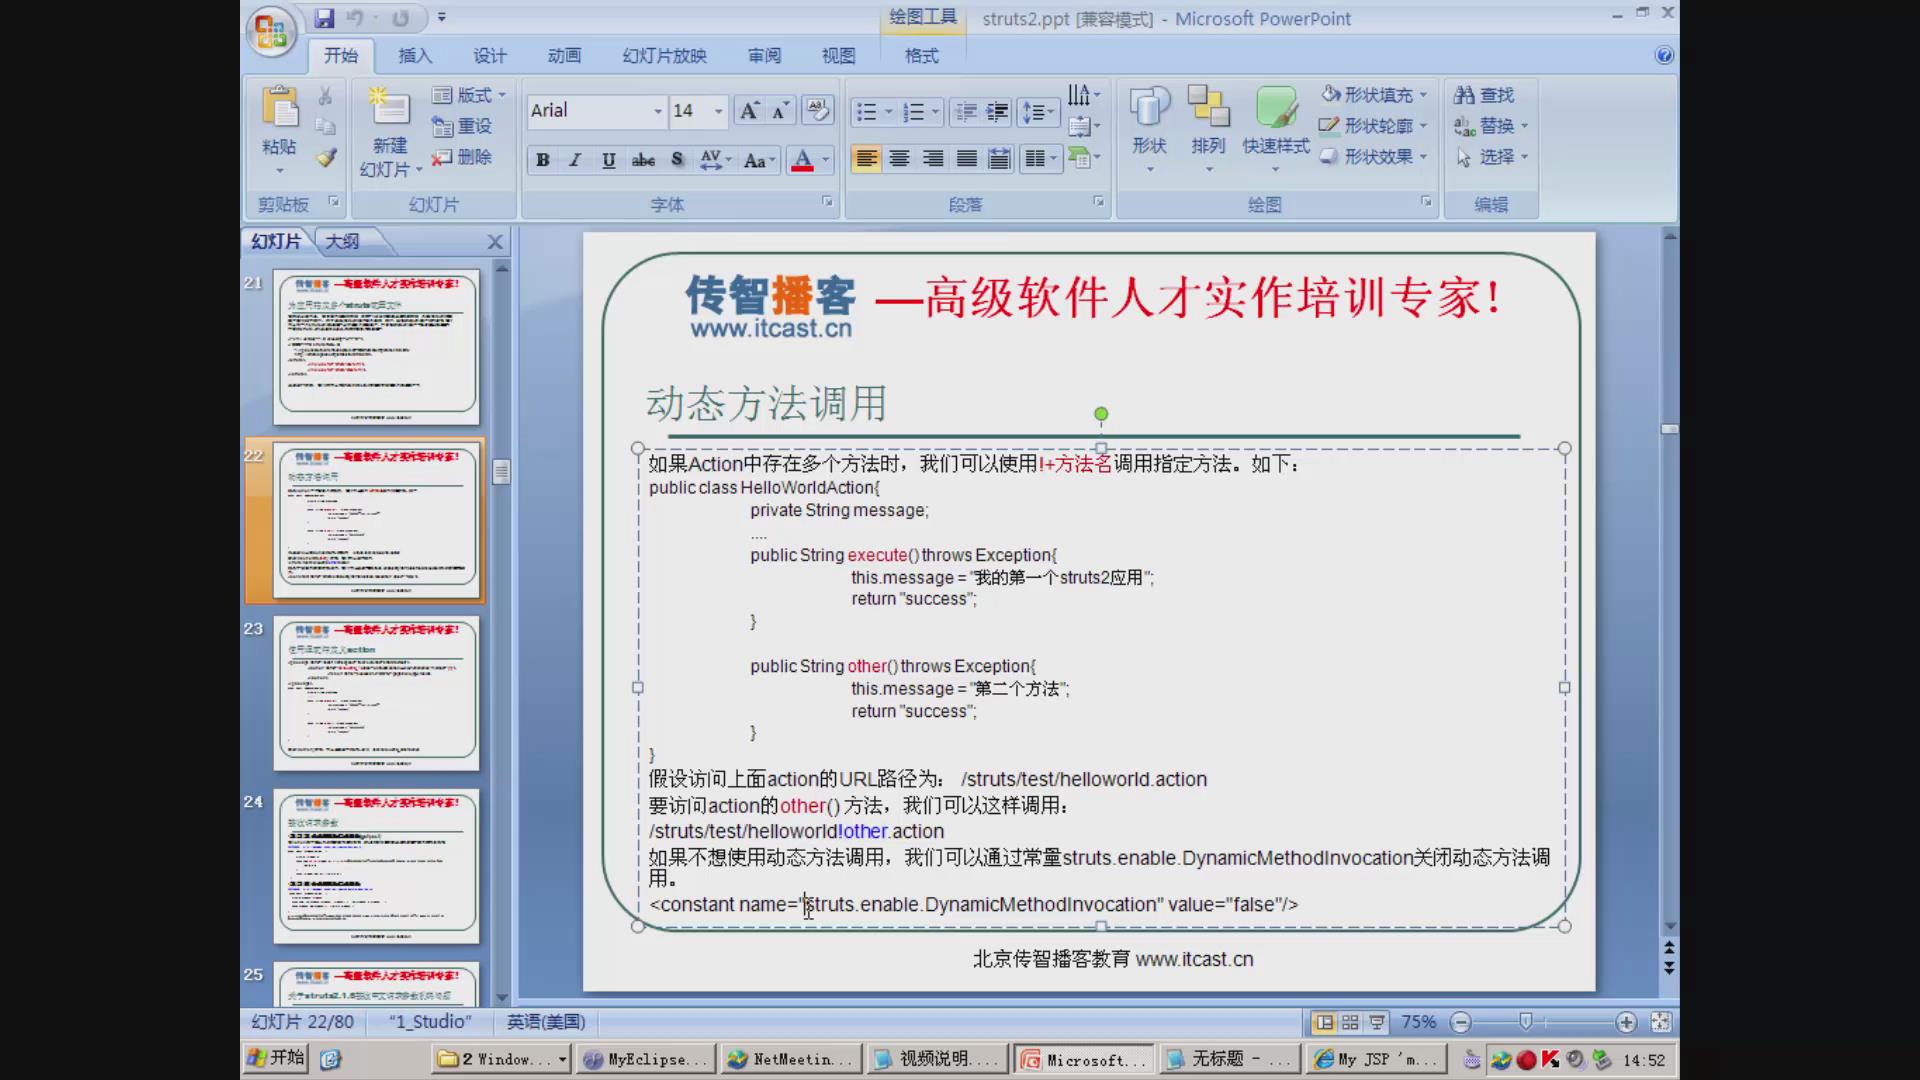 绘图工具
struts2.ppt [兼容模式] - Microsoft PowerPoint
开始 插入 设计 动画 幻灯片放映 审阅 视图 格式
粘贴
剪贴板
新建
幻灯片
版式
重设
删除
幻灯片
Arial 14
字体
段落
形状 排列 快速样式
形状填充
形状轮廓
形状效果
绘图
查找
替换
选择
编辑
幻灯片 大纲
21
22
23
24
25
传智播客 —高级软件人才实作培训专家!
www.itcast.cn
动态方法调用
如果Action中存在多个方法时，我们可以使用!+方法名调用指定方法。如下：
public class HelloWorldAction{
private String message;
....
public String execute() throws Exception{
this.message = "我的第一个struts2应用";
return "success";
}
public String other() throws Exception{
this.message = "第二个方法";
return "success";
}
}
假设访问上面action的URL路径为： /struts/test/helloworld.action
要访问action的other() 方法，我们可以这样调用：
/struts/test/helloworld!other.action
如果不想使用动态方法调用，我们可以通过常量struts.enable.DynamicMethodInvocation关闭动态方法调
用。
<constant name="struts.enable.DynamicMethodInvocation" value="false"/>
北京传智播客教育 www.itcast.cn
幻灯片 22/80 "1_Studio" 英语(美国) 75%
开始 2 Window... MyEclipse... NetMeetin... 视频说明.... Microsoft... 无标题 - ... My JSP 'm... 14:52